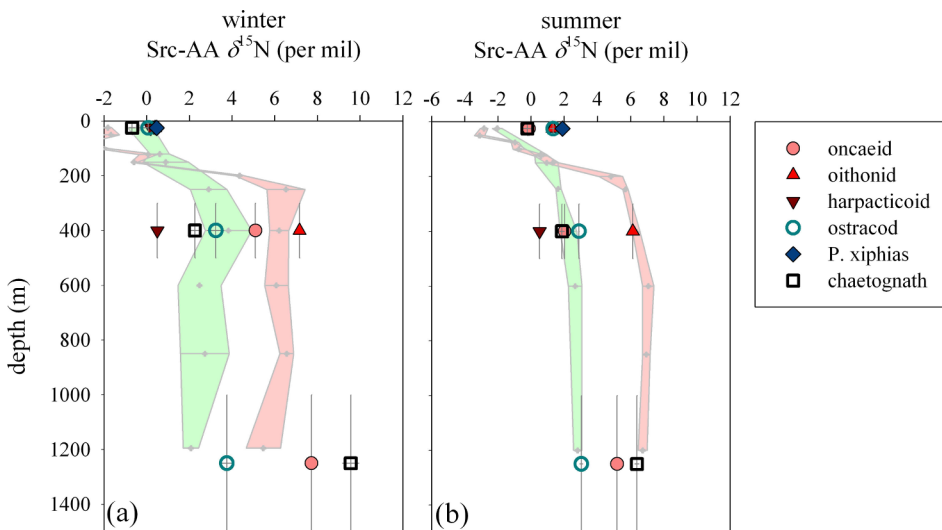 winter
Src-AA δ15N (per mil)
summer
Src-AA δ15N (per mil)
-2 0 2 4 6 8 10 12
-6 -4 -2 0 2 4 6 8 10 12
depth (m)
0
200
400
600
800
1000
1200
1400
(a)
(b)
oncaeid
oithonid
harpacticoid
ostracod
P. xiphias
chaetognath